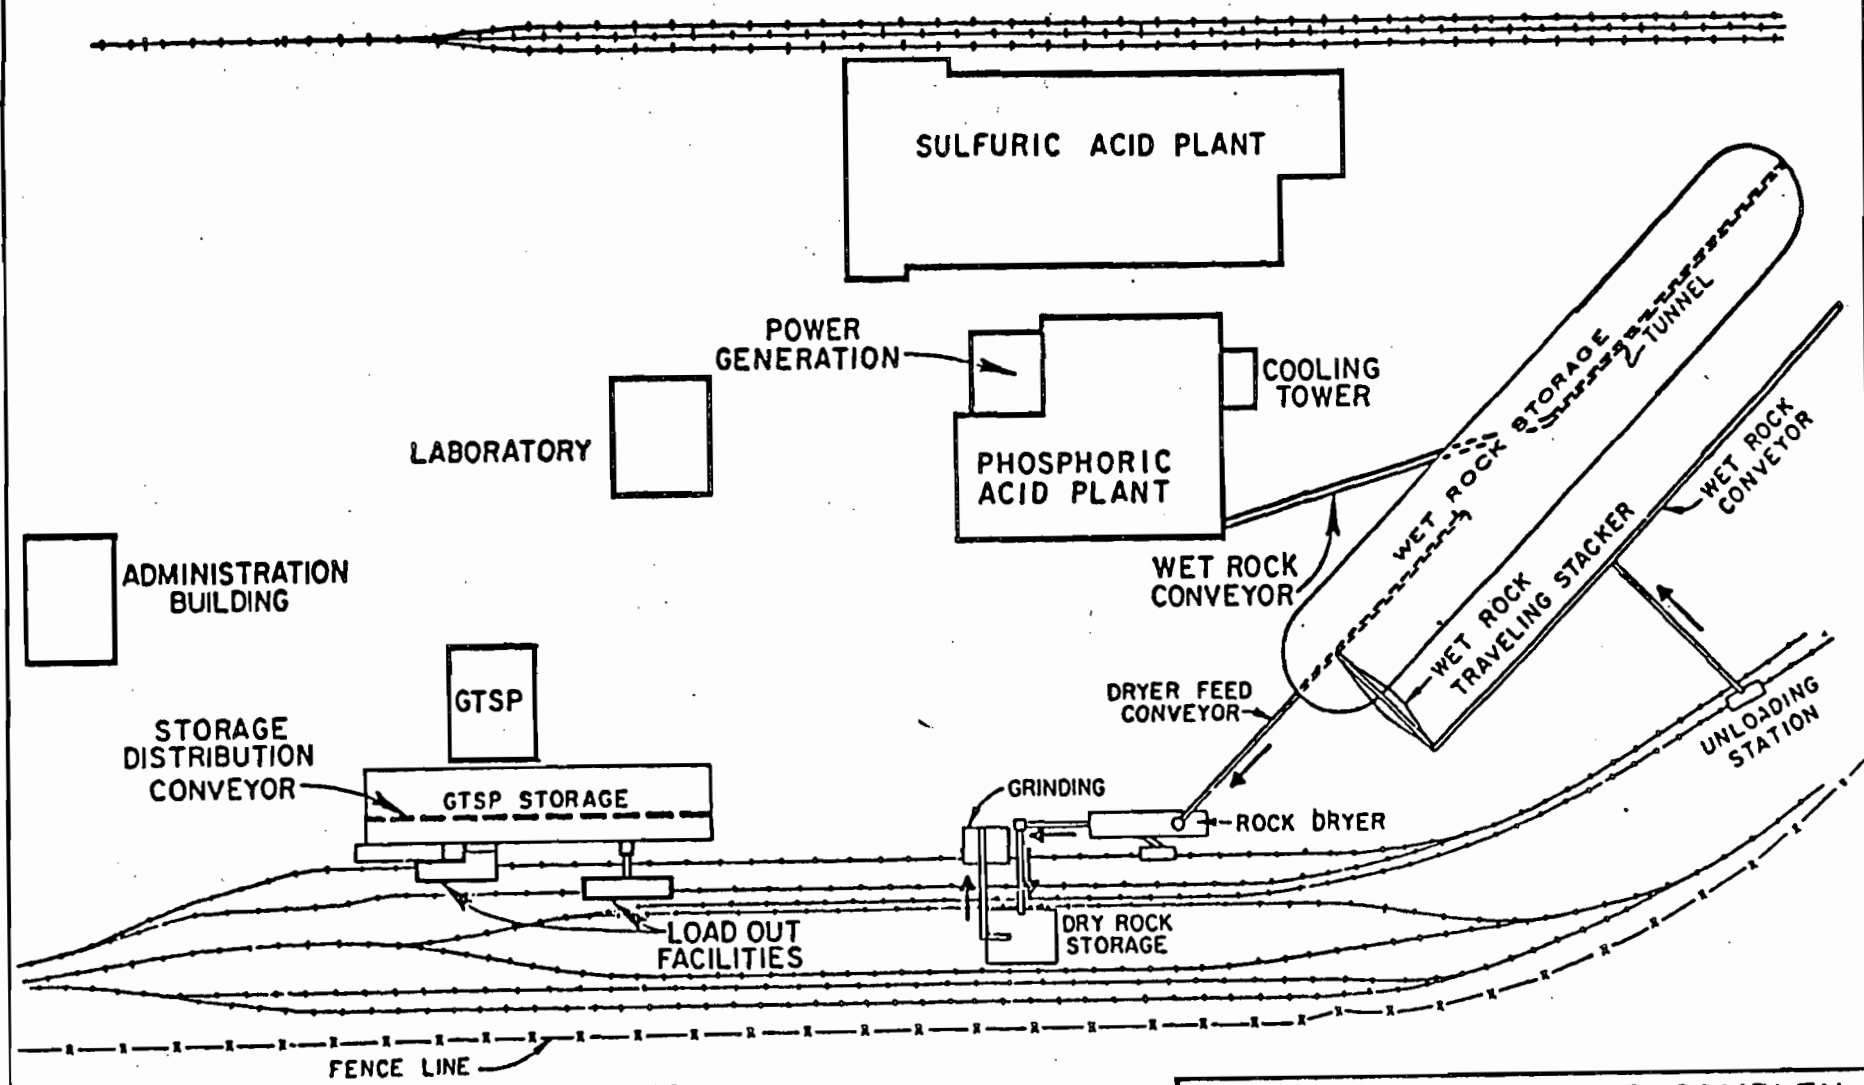 SULFURIC ACID PLANT
POWER
GENERATION
COOLING
TOWER
LABORATORY
PHOSPHORIC
ACID PLANT
WET ROCK STORAGE
TUNNEL
WET ROCK
CONVEYOR
WET ROCK
CONVEYOR
WET ROCK
TRAVELING STACKER
ADMINISTRATION
BUILDING
GTSP
DRYER FEED
CONVEYOR
UNLOADING
STATION
STORAGE
DISTRIBUTION
CONVEYOR
GTSP STORAGE
GRINDING
ROCK DRYER
LOAD OUT
FACILITIES
DRY ROCK
STORAGE
FENCE LINE